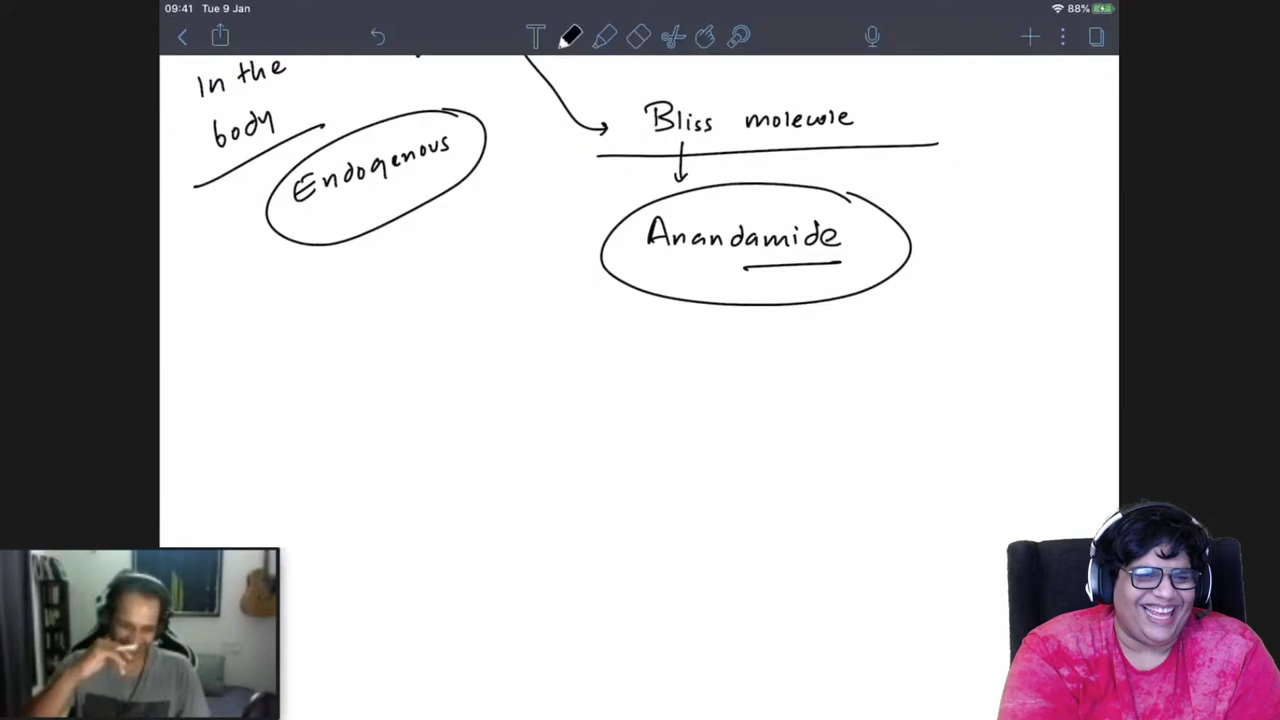 09:41 Tue 9 Jan
88%
T
In the
body
Endogenous
Bliss molecule
Anandamide